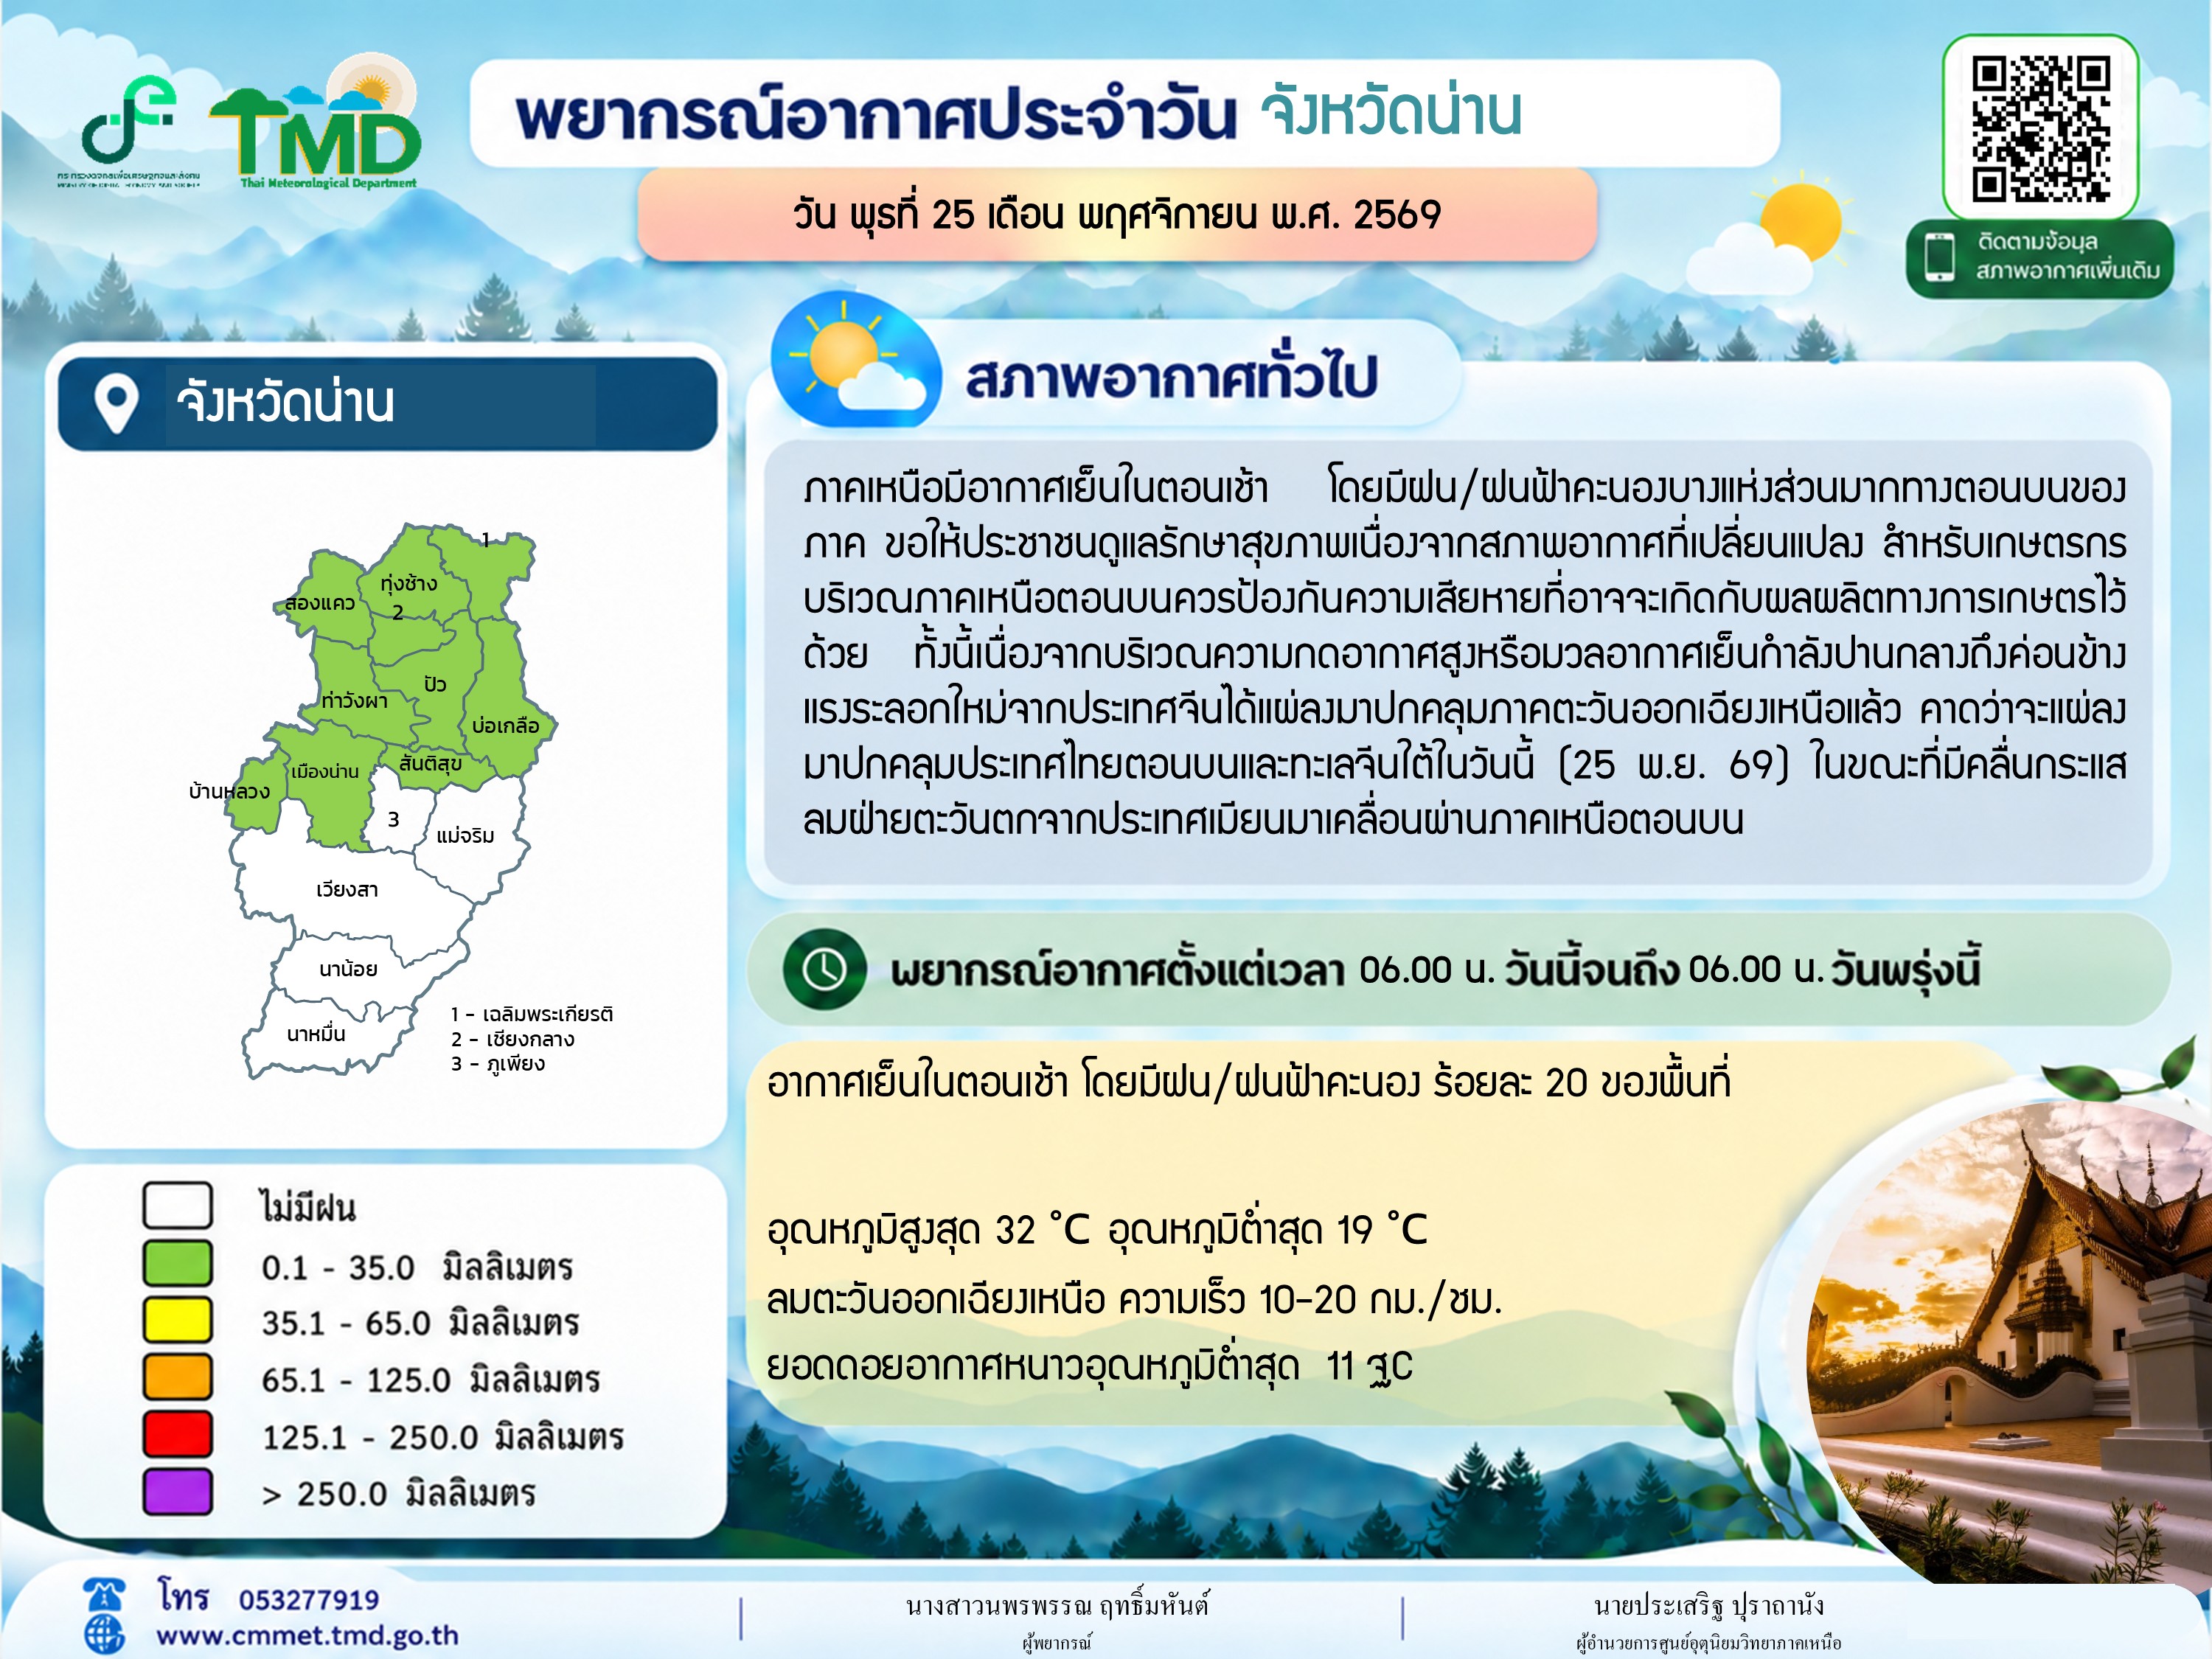 พยากรณ์อากาศประจำวัน จังหวัดน่าน
TMD
Thai Meteorological Department
วัน พุธที่ 25 เดือน พฤศจิกายน พ.ศ. 2569
ติดตามข้อมูล
สภาพอากาศเพิ่มเติม
จังหวัดน่าน
1
ทุ่งช้าง
สองแคว
2
ปัว
ท่าวังผา
บ่อเกลือ
สันติสุข
เมืองน่าน
บ้านหลวง
3
แม่จริม
เวียงสา
นาน้อย
นาหมื่น
1 - เฉลิมพระเกียรติ
2 - เชียงกลาง
3 - ภูเพียง
ไม่มีฝน
0.1 - 35.0 มิลลิเมตร
35.1 - 65.0 มิลลิเมตร
65.1 - 125.0 มิลลิเมตร
125.1 - 250.0 มิลลิเมตร
> 250.0 มิลลิเมตร
สภาพอากาศทั่วไป
ภาคเหนือมีอากาศเย็นในตอนเช้า โดยมีฝน/ฝนฟ้าคะนองบางแห่งส่วนมากทางตอนบนของ
ภาค ขอให้ประชาชนดูแลรักษาสุขภาพเนื่องจากสภาพอากาศที่เปลี่ยนแปลง สำหรับเกษตรกร
บริเวณภาคเหนือตอนบนควรป้องกันความเสียหายที่อาจจะเกิดกับผลผลิตทางการเกษตรไว้
ด้วย ทั้งนี้เนื่องจากบริเวณความกดอากาศสูงหรือมวลอากาศเย็นกำลังปานกลางถึงค่อนข้าง
แรงระลอกใหม่จากประเทศจีนได้แผ่ลงมาปกคลุมภาคตะวันออกเฉียงเหนือแล้ว คาดว่าจะแผ่ลง
มาปกคลุมประเทศไทยตอนบนและทะเลจีนใต้ในวันนี้ (25 พ.ย. 69) ในขณะที่มีคลื่นกระแส
ลมฝ่ายตะวันตกจากประเทศเมียนมาเคลื่อนผ่านภาคเหนือตอนบน
พยากรณ์อากาศตั้งแต่เวลา 06.00 น. วันนี้จนถึง 06.00 น. วันพรุ่งนี้
อากาศเย็นในตอนเช้า โดยมีฝน/ฝนฟ้าคะนอง ร้อยละ 20 ของพื้นที่
อุณหภูมิสูงสุด 32 °C อุณหภูมิต่ำสุด 19 °C
ลมตะวันออกเฉียงเหนือ ความเร็ว 10-20 กม./ชม.
ยอดดอยอากาศหนาวอุณหภูมิต่ำสุด 11 ฐC
โทร 053277919
www.cmmet.tmd.go.th
นางสาวนพรพรรณ ฤทธิ์มหันต์
ผู้พยากรณ์
นายประเสริฐ ปุราถานัง
ผู้อำนวยการศูนย์อุตุนิยมวิทยาภาคเหนือ